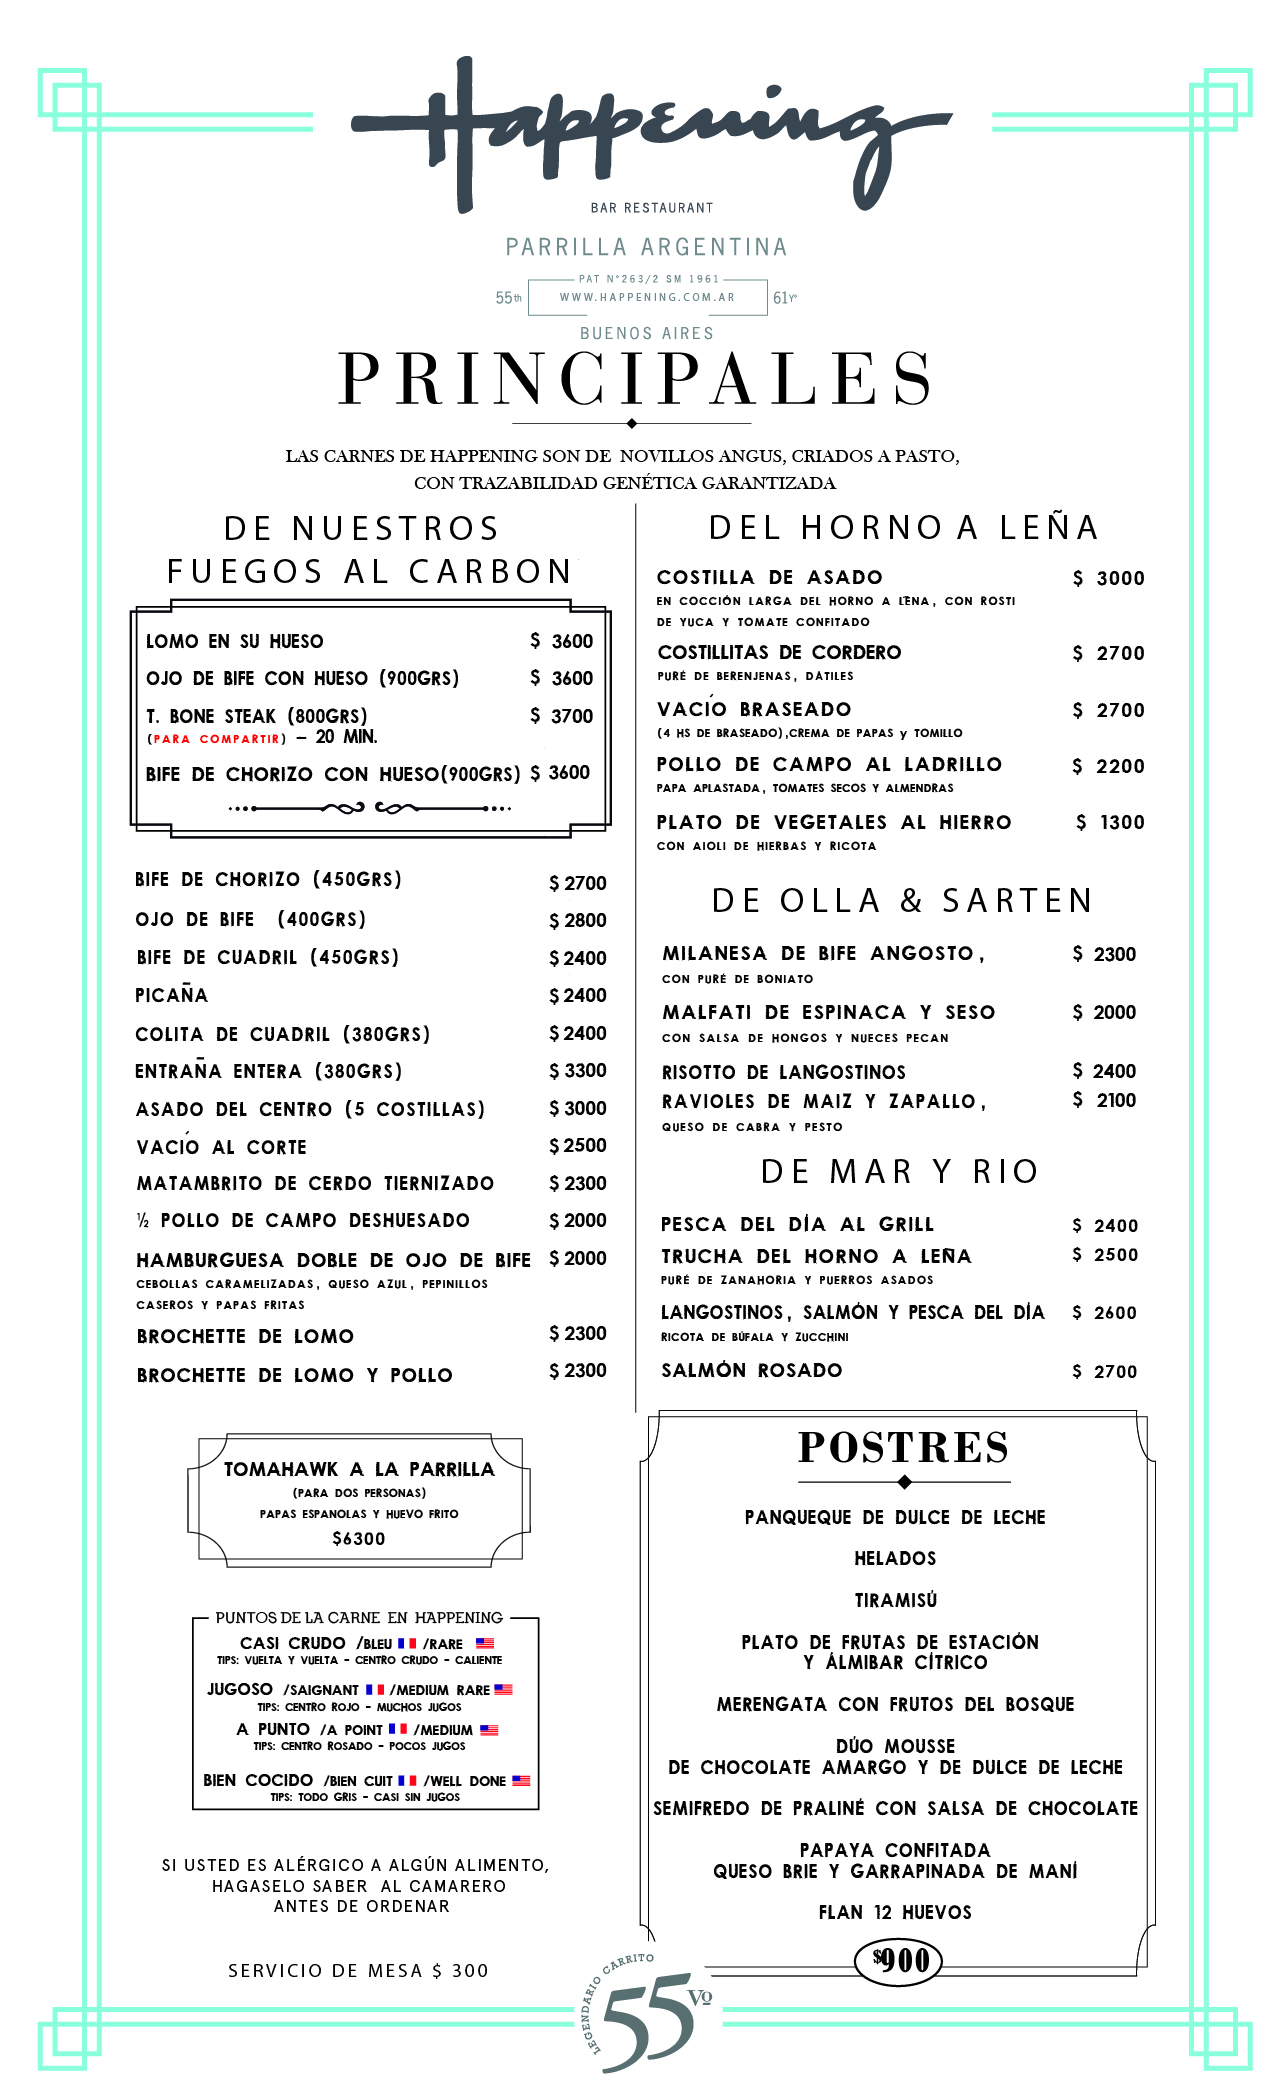 Happening
BAR RESTAURANT
PARRILLA ARGENTINA
PAT N°263/2 SM 1961
55th WWW.HAPPENING.COM.AR 61Yº
BUENOS AIRES
PRINCIPALES
LAS CARNES DE HAPPENING SON DE NOVILLOS ANGUS, CRIADOS A PASTO,
CON TRAZABILIDAD GENÉTICA GARANTIZADA
DE NUESTROS
FUEGOS AL CARBON
LOMO EN SU HUESO $ 3600
OJO DE BIFE CON HUESO (900GRS) $ 3600
T. BONE STEAK (800GRS) $ 3700
(PARA COMPARTIR) – 20 MIN.
BIFE DE CHORIZO CON HUESO(900GRS) $ 3600
BIFE DE CHORIZO (450GRS) $ 2700
OJO DE BIFE (400GRS) $ 2800
BIFE DE CUADRIL (450GRS) $ 2400
PICAÑA $ 2400
COLITA DE CUADRIL (380GRS) $ 2400
ENTRAÑA ENTERA (380GRS) $ 3300
ASADO DEL CENTRO (5 COSTILLAS) $ 3000
VACÍO AL CORTE $ 2500
MATAMBRITO DE CERDO TIERNIZADO $ 2300
½ POLLO DE CAMPO DESHUESADO $ 2000
HAMBURGUESA DOBLE DE OJO DE BIFE $ 2000
CEBOLLAS CARAMELIZADAS, QUESO AZUL, PEPINILLOS
CASEROS Y PAPAS FRITAS
BROCHETTE DE LOMO $ 2300
BROCHETTE DE LOMO Y POLLO $ 2300
TOMAHAWK A LA PARRILLA
(PARA DOS PERSONAS)
PAPAS ESPANOLAS Y HUEVO FRITO
$6300
PUNTOS DE LA CARNE EN HAPPENING
CASI CRUDO /BLEU /RARE
TIPS: VUELTA Y VUELTA - CENTRO CRUDO - CALIENTE
JUGOSO /SAIGNANT /MEDIUM RARE
TIPS: CENTRO ROJO - MUCHOS JUGOS
A PUNTO /A POINT /MEDIUM
TIPS: CENTRO ROSADO - POCOS JUGOS
BIEN COCIDO /BIEN CUIT /WELL DONE
TIPS: TODO GRIS - CASI SIN JUGOS
SI USTED ES ALÉRGICO A ALGÚN ALIMENTO,
HAGASELO SABER AL CAMARERO
ANTES DE ORDENAR
SERVICIO DE MESA $ 300
DEL HORNO A LEÑA
COSTILLA DE ASADO $ 3000
EN COCCIÓN LARGA DEL HORNO A LEÑA, CON ROSTI
DE YUCA Y TOMATE CONFITADO
COSTILLITAS DE CORDERO $ 2700
PURÉ DE BERENJENAS, DÁTILES
VACÍO BRASEADO $ 2700
(4 HS DE BRASEADO),CREMA DE PAPAS y TOMILLO
POLLO DE CAMPO AL LADRILLO $ 2200
PAPA APLASTADA, TOMATES SECOS Y ALMENDRAS
PLATO DE VEGETALES AL HIERRO $ 1300
CON AIOLI DE HIERBAS Y RICOTA
DE OLLA & SARTEN
MILANESA DE BIFE ANGOSTO, $ 2300
CON PURÉ DE BONIATO
MALFATI DE ESPINACA Y SESO $ 2000
CON SALSA DE HONGOS Y NUECES PECAN
RISOTTO DE LANGOSTINOS $ 2400
RAVIOLES DE MAIZ Y ZAPALLO, $ 2100
QUESO DE CABRA Y PESTO
DE MAR Y RIO
PESCA DEL DÍA AL GRILL $ 2400
TRUCHA DEL HORNO A LEÑA $ 2500
PURÉ DE ZANAHORIA Y PUERROS ASADOS
LANGOSTINOS, SALMÓN Y PESCA DEL DÍA $ 2600
RICOTA DE BÚFALA Y ZUCCHINI
SALMÓN ROSADO $ 2700
POSTRES
PANQUEQUE DE DULCE DE LECHE
HELADOS
TIRAMISÚ
PLATO DE FRUTAS DE ESTACIÓN
Y ÁLMIBAR CÍTRICO
MERENGATA CON FRUTOS DEL BOSQUE
DÚO MOUSSE
DE CHOCOLATE AMARGO Y DE DULCE DE LECHE
SEMIFREDO DE PRALINÉ CON SALSA DE CHOCOLATE
PAPAYA CONFITADA
QUESO BRIE Y GARRAPINADA DE MANÍ
FLAN 12 HUEVOS
$900
LEGENDARIO CARRITO
55 Vº